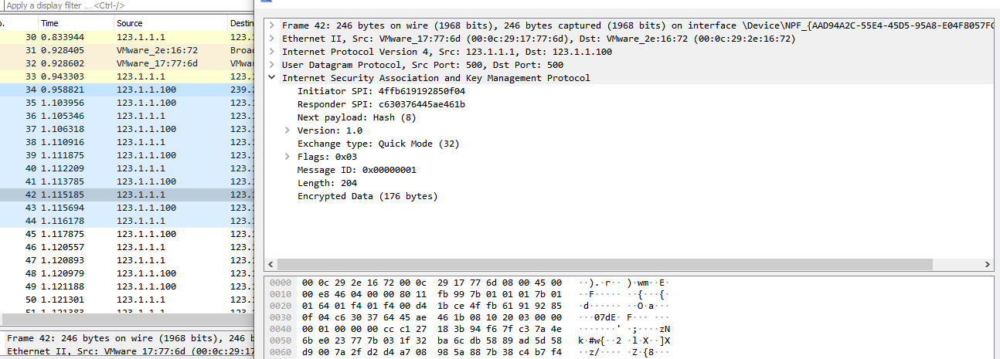 Apply a display filter ... <Ctrl-/>
Time Source Destin
30 0.833944 123.1.1.1 123.1
31 0.928405 VMware_2e:16:72 Broad
32 0.928602 VMware_17:77:6d VMwar
33 0.943303 123.1.1.1 123.1
34 0.958821 123.1.1.100 239.2
35 1.103956 123.1.1.100 123.1
36 1.105346 123.1.1.1 123.1
37 1.106318 123.1.1.100 123.1
38 1.110916 123.1.1.1 123.1
39 1.111875 123.1.1.100 123.1
40 1.112209 123.1.1.1 123.1
41 1.113785 123.1.1.100 123.1
42 1.115185 123.1.1.1 123.1
43 1.115694 123.1.1.100 123.1
44 1.116178 123.1.1.1 123.1
45 1.117875 123.1.1.100 123.1
46 1.120557 123.1.1.1 123.1
47 1.120893 123.1.1.1 123.1
48 1.120979 123.1.1.100 123.1
49 1.121188 123.1.1.100 123.1
50 1.121301 123.1.1.1 123.1
Frame 42: 246 bytes on wire (1968 bits), 246 b
Ethernet II, Src: VMware_17:77:6d (00:0c:29:17
Frame 42: 246 bytes on wire (1968 bits), 246 bytes captured (1968 bits) on interface \Device\NPF_{AAD94A2C-55E4-45D5-95A8-E04F8057FC
Ethernet II, Src: VMware_17:77:6d (00:0c:29:17:77:6d), Dst: VMware_2e:16:72 (00:0c:29:2e:16:72)
Internet Protocol Version 4, Src: 123.1.1.1, Dst: 123.1.1.100
User Datagram Protocol, Src Port: 500, Dst Port: 500
Internet Security Association and Key Management Protocol
Initiator SPI: 4ffb619192850f04
Responder SPI: c630376445ae461b
Next payload: Hash (8)
Version: 1.0
Exchange type: Quick Mode (32)
Flags: 0x03
Message ID: 0x00000001
Length: 204
Encrypted Data (176 bytes)
0000 00 0c 29 2e 16 72 00 0c 29 17 77 6d 08 00 45 00 ··).·r·· )·wm··E·
0010 00 e8 46 04 00 00 80 11 fb 99 7b 01 01 01 7b 01 ··F····· ··{···{·
0020 01 64 01 f4 01 f4 00 d4 1b ce 4f fb 61 91 92 85 ·d······ ··O·a···
0030 0f 04 c6 30 37 64 45 ae 46 1b 08 10 20 03 00 00 ···07dE· F··· ···
0040 00 01 00 00 00 cc c1 27 18 3b 94 f6 7f c3 7a 4e ·······' ·;····zN
0050 6b e0 23 77 7b 03 1f 32 ba 6c db 58 89 ad 5d 58 k·#w{··2 ·l·X··]X
0060 d9 00 7a 2f d2 d4 a7 08 98 5a 88 7b 38 c4 b7 f4 ··z/···· ·Z·{8···